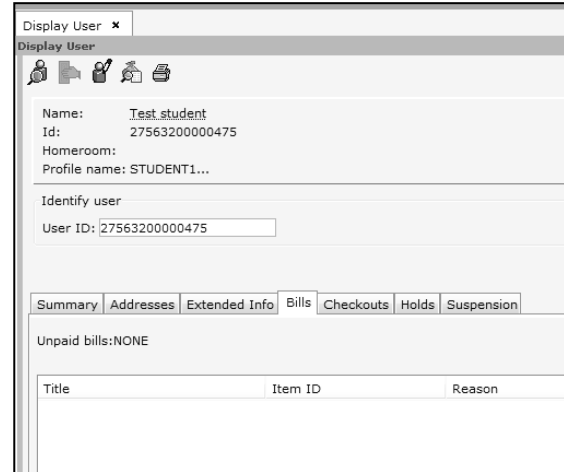 Display User ×
Display User
Name: Test student
Id: 27563200000475
Homeroom:
Profile name: STUDENT1...
Identify user
User ID: 27563200000475
Summary Addresses Extended Info Bills Checkouts Holds Suspension
Unpaid bills:NONE
Title Item ID Reason